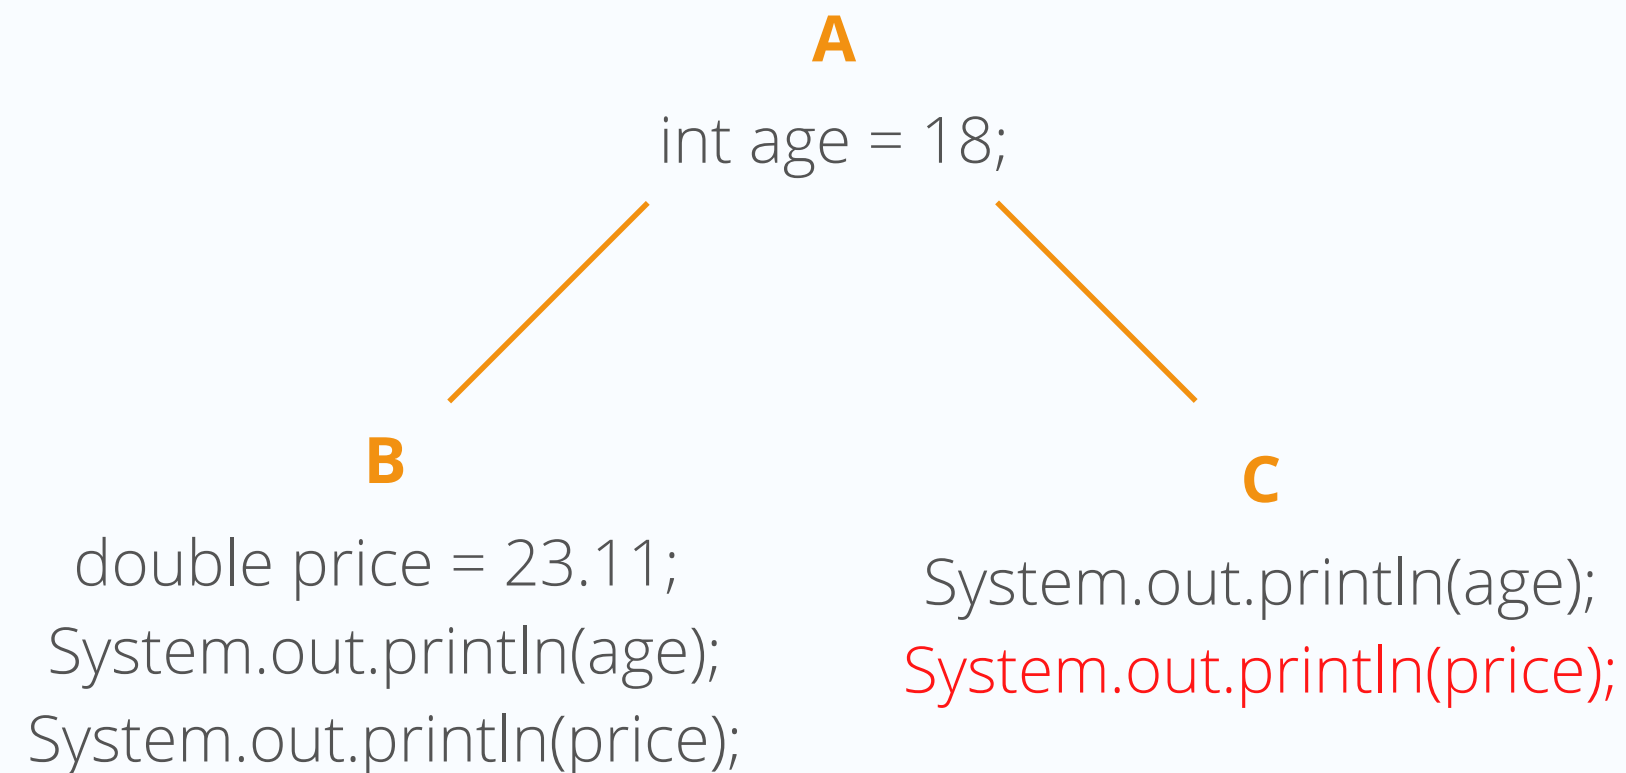 A
int age = 18;
B
double price = 23.11;
System.out.println(age);
System.out.println(price);
C
System.out.println(age);
System.out.println(price);